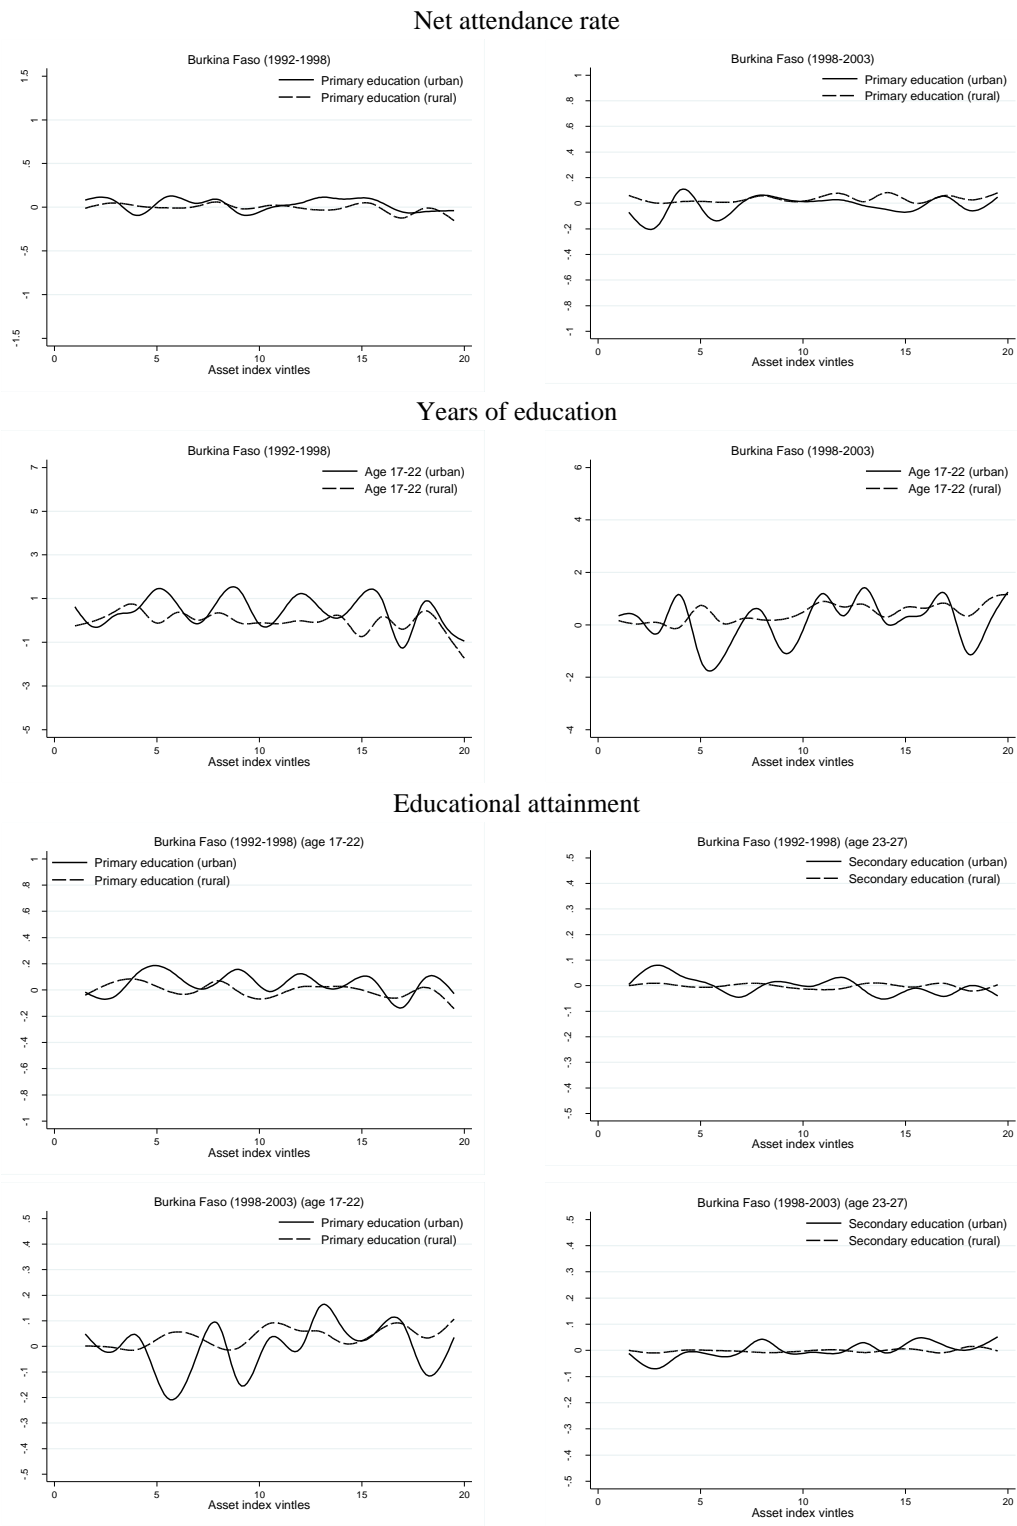 Net attendance rate
Burkina Faso (1992-1998)
Primary education (urban)
Primary education (rural)
1.5
1
.5
0
-.5
-1
-1.5
0 5 10 15 20
Asset index vintles
Burkina Faso (1998-2003)
Primary education (urban)
Primary education (rural)
1
.8
.6
.4
.2
0
-.2
-.4
-.6
-.8
-1
0 5 10 15 20
Asset index vintles
Years of education
Burkina Faso (1992-1998)
Age 17-22 (urban)
Age 17-22 (rural)
7
5
3
1
-1
-3
-5
0 5 10 15 20
Asset index vintles
Burkina Faso (1998-2003)
Age 17-22 (urban)
Age 17-22 (rural)
6
4
2
0
-2
-4
0 5 10 15 20
Asset index vintles
Educational attainment
Burkina Faso (1992-1998) (age 17-22)
Primary education (urban)
Primary education (rural)
1
.8
.6
.4
.2
0
-.2
-.4
-.6
-.8
-1
0 5 10 15 20
Asset index vintles
Burkina Faso (1992-1998) (age 23-27)
Secondary education (urban)
Secondary education (rural)
.5
.4
.3
.2
.1
0
-.1
-.2
-.3
-.4
-.5
0 5 10 15 20
Asset index vintles
Burkina Faso (1998-2003) (age 17-22)
Primary education (urban)
Primary education (rural)
.5
.4
.3
.2
.1
0
-.1
-.2
-.3
-.4
-.5
0 5 10 15 20
Asset index vintles
Burkina Faso (1998-2003) (age 23-27)
Secondary education (urban)
Secondary education (rural)
.5
.4
.3
.2
.1
0
-.1
-.2
-.3
-.4
-.5
0 5 10 15 20
Asset index vintles